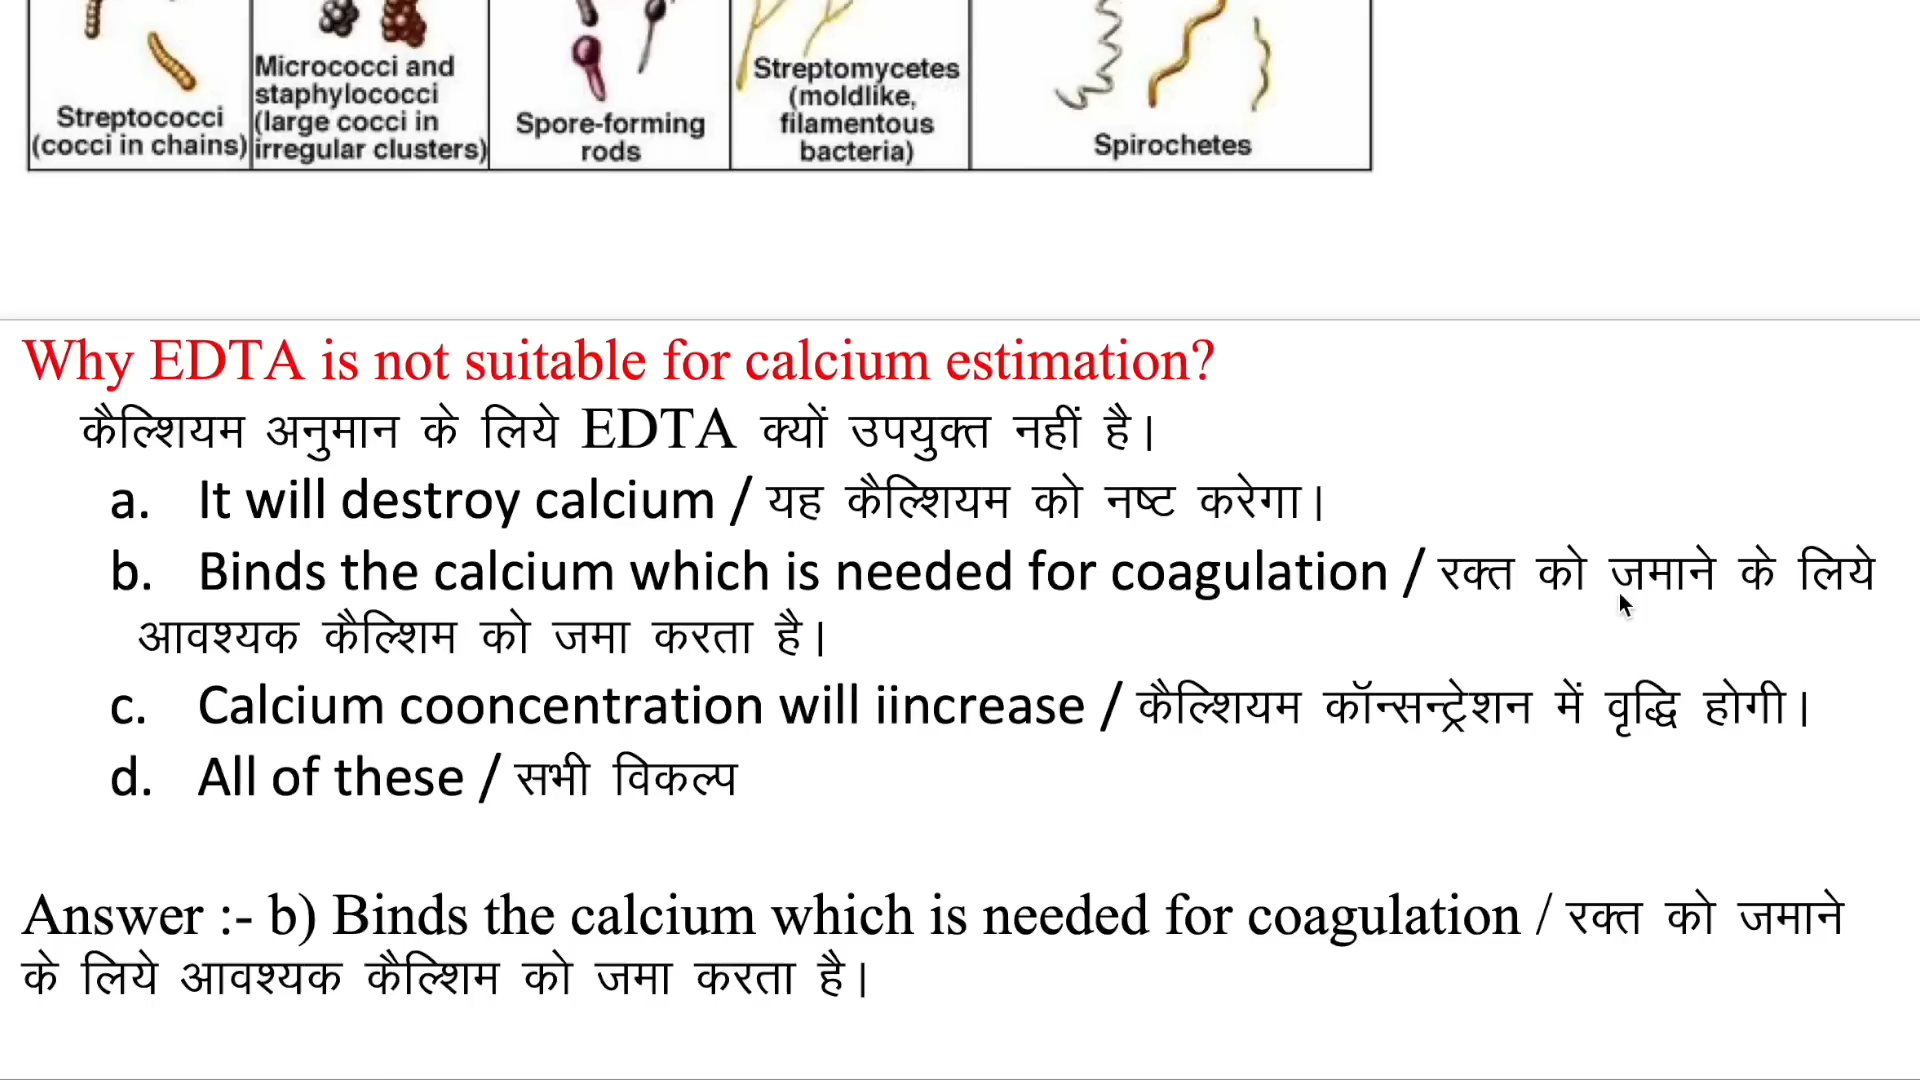 Streptococci
(cocci in chains)
Micrococci and
staphylococci
(large cocci in
irregular clusters)
Spore-forming
rods
Streptomycetes
(moldlike,
filamentous
bacteria)
Spirochetes
Why EDTA is not suitable for calcium estimation?
कैल्शियम अनुमान के लिये EDTA क्यों उपयुक्त नहीं है।
a. It will destroy calcium / यह कैल्शियम को नष्ट करेगा।
b. Binds the calcium which is needed for coagulation / रक्त को जमाने के लिये
आवश्यक कैल्शिम को जमा करता है।
c. Calcium cooncentration will iincrease / कैल्शियम कॉन्सन्ट्रेशन में वृद्धि होगी।
d. All of these / सभी विकल्प
Answer :- b) Binds the calcium which is needed for coagulation / रक्त को जमाने
के लिये आवश्यक कैल्शिम को जमा करता है।